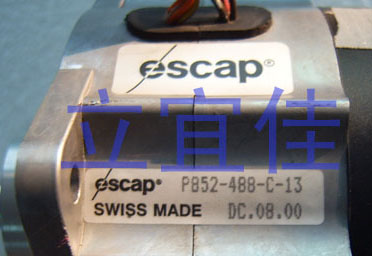 escap®
立宜佳
escap® P852-488-C-13
SWISS MADE DC.08.00